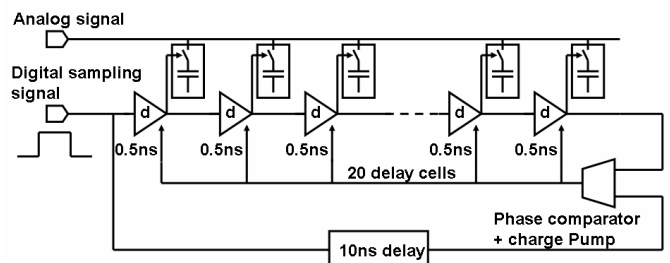 Analog signal
Digital sampling
signal
d d d d d
0.5ns 0.5ns 0.5ns 0.5ns 0.5ns
20 delay cells
Phase comparator
+ charge Pump
10ns delay